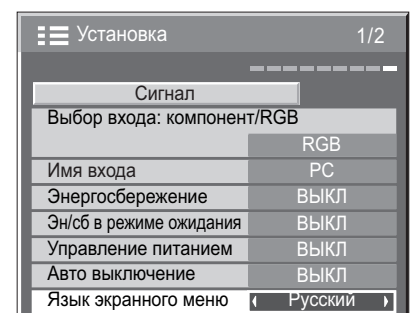 Установка 1/2
Сигнал
Выбор входа: компонент/RGB
RGB
Имя входа PC
Энергосбережение ВЫКЛ
Эн/сб в режиме ожидания ВЫКЛ
Управление питанием ВЫКЛ
Авто выключение ВЫКЛ
Язык экранного меню Русский